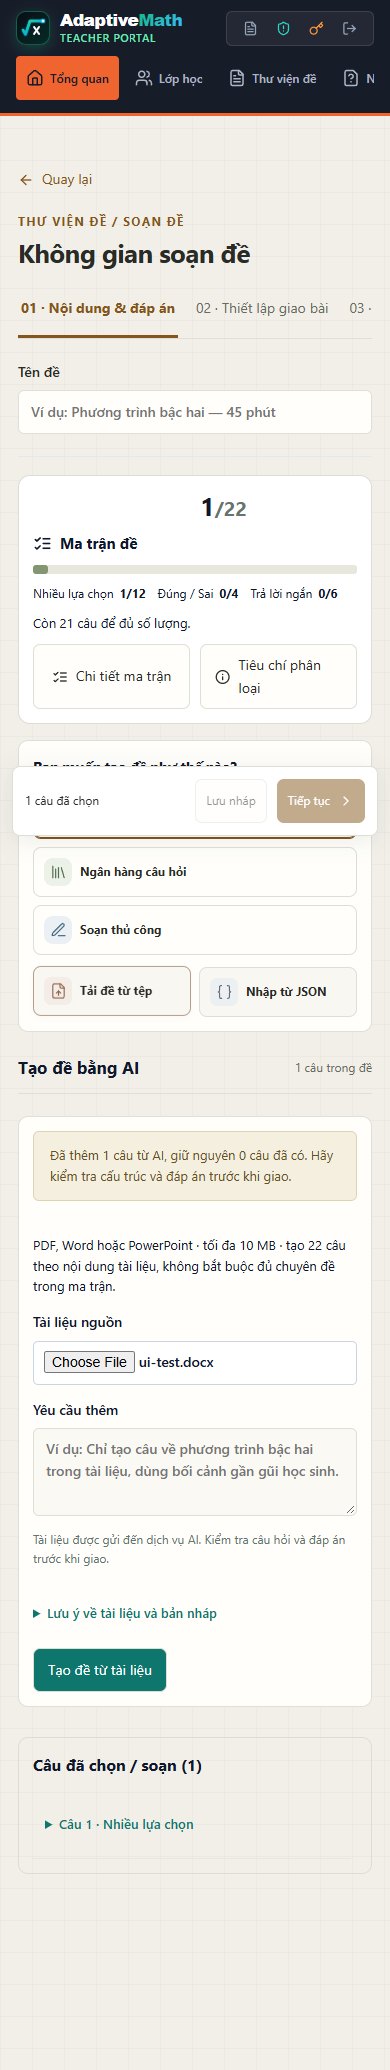 AdaptiveMath
TEACHER PORTAL
Tổng quan
Lớp học
Thư viện đề
Quay lại
THƯ VIỆN ĐỀ / SOẠN ĐỀ
Không gian soạn đề
01 · Nội dung & đáp án
02 · Thiết lập giao bài
03 ·
Tên đề
Ví dụ: Phương trình bậc hai — 45 phút
1/22
Ma trận đề
Nhiều lựa chọn 1/12 Đúng / Sai 0/4 Trả lời ngắn 0/6
Còn 21 câu để đủ số lượng.
Chi tiết ma trận
Tiêu chí phân
loại
1 câu đã chọn
Lưu nháp
Tiếp tục
Ngân hàng câu hỏi
Soạn thủ công
Tải đề từ tệp
Nhập từ JSON
Tạo đề bằng AI
1 câu trong đề
Đã thêm 1 câu từ AI, giữ nguyên 0 câu đã có. Hãy
kiểm tra cấu trúc và đáp án trước khi giao.
PDF, Word hoặc PowerPoint · tối đa 10 MB · tạo 22 câu
theo nội dung tài liệu, không bắt buộc đủ chuyên đề
trong ma trận.
Tài liệu nguồn
Choose File ui-test.docx
Yêu cầu thêm
Ví dụ: Chỉ tạo câu về phương trình bậc hai
trong tài liệu, dùng bối cảnh gần gũi học sinh.
Tài liệu được gửi đến dịch vụ AI. Kiểm tra câu hỏi và đáp án
trước khi giao.
Lưu ý về tài liệu và bản nháp
Tạo đề từ tài liệu
Câu đã chọn / soạn (1)
Câu 1 · Nhiều lựa chọn